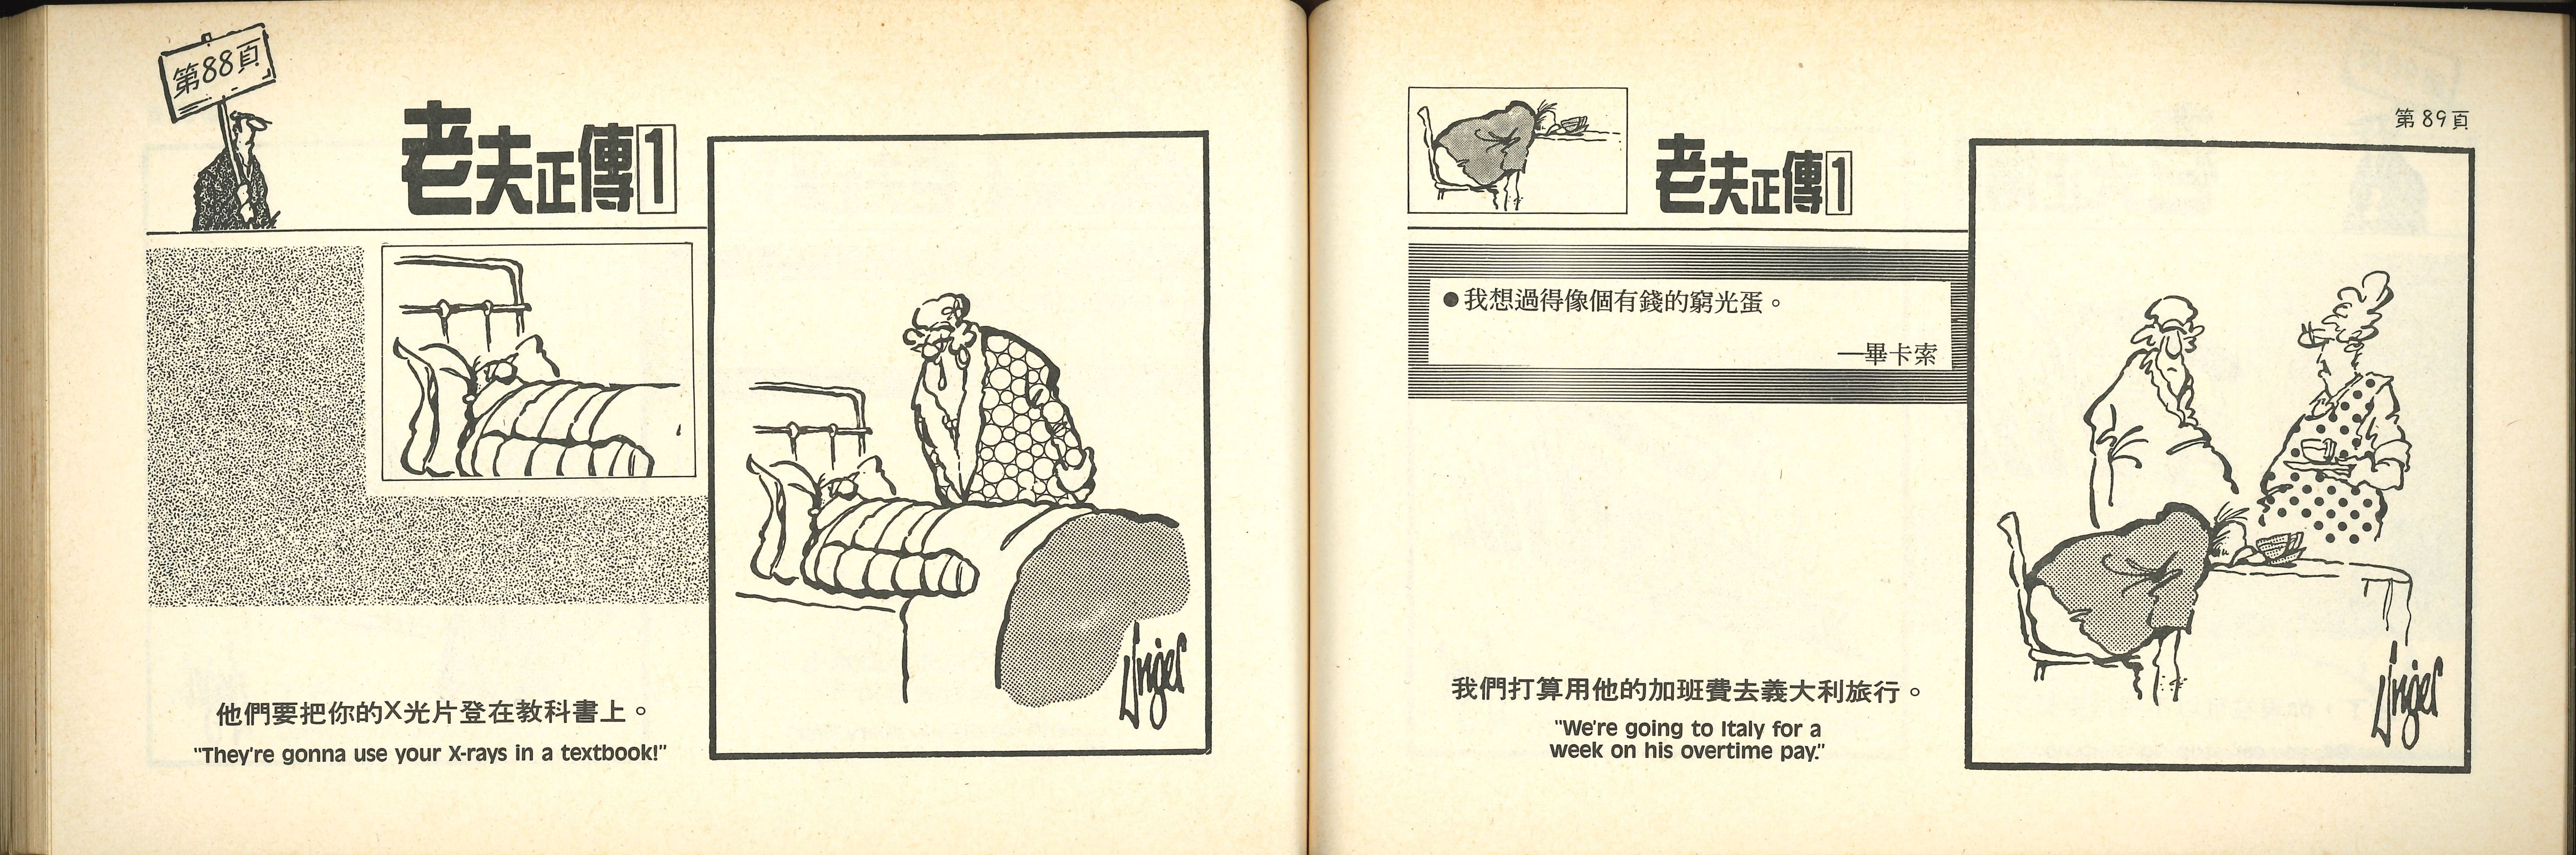 第88頁
老夫正傳1
他們要把你的X光片登在教科書上。
"They're gonna use your X-rays in a textbook!"
Unger
第89頁
老夫正傳1
●我想過得像個有錢的窮光蛋。
—畢卡索
我們打算用他的加班費去義大利旅行。
"We're going to Italy for a
week on his overtime pay."
Unger